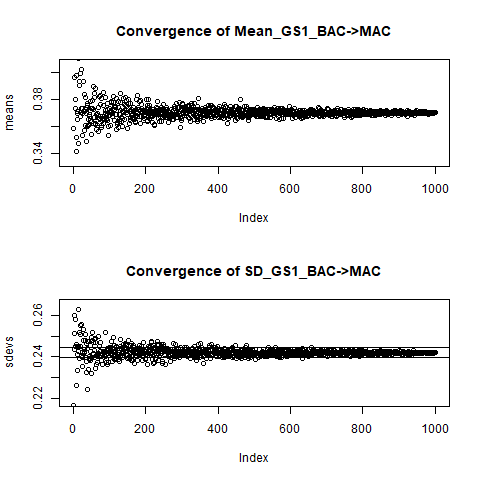 Convergence of Mean_GS1_BAC->MAC
means
0.34
0.38
0 200 400 600 800 1000
Index
Convergence of SD_GS1_BAC->MAC
sdevs
0.22
0.24
0.26
0 200 400 600 800 1000
Index